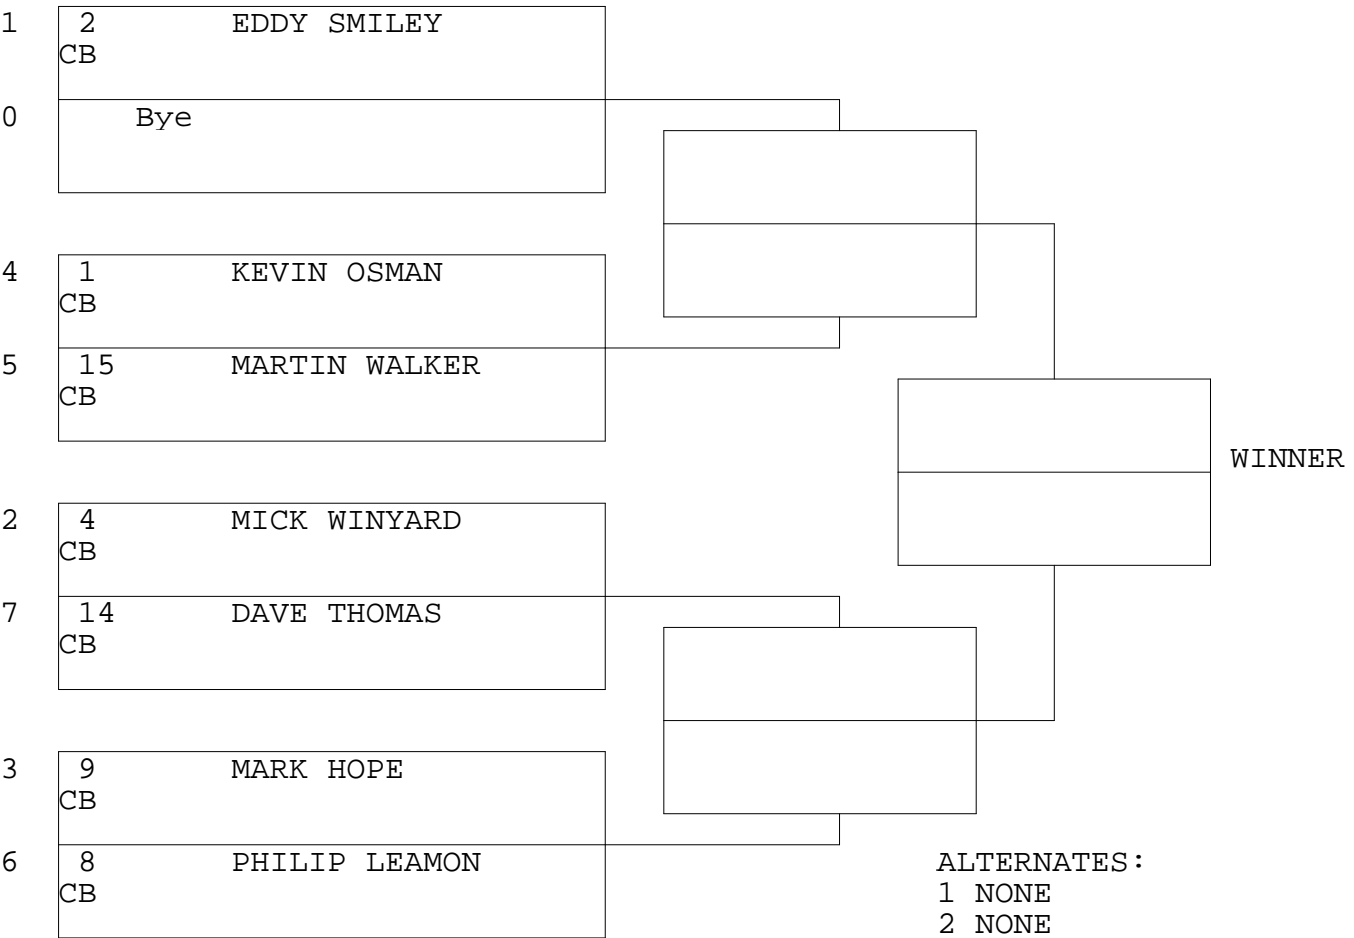 1 2 EDDY SMILEY
CB
0 Bye
4 1 KEVIN OSMAN
CB
5 15 MARTIN WALKER
CB
WINNER
2 4 MICK WINYARD
CB
7 14 DAVE THOMAS
CB
3 9 MARK HOPE
CB
6 8 PHILIP LEAMON
CB
ALTERNATES:
1 NONE
2 NONE